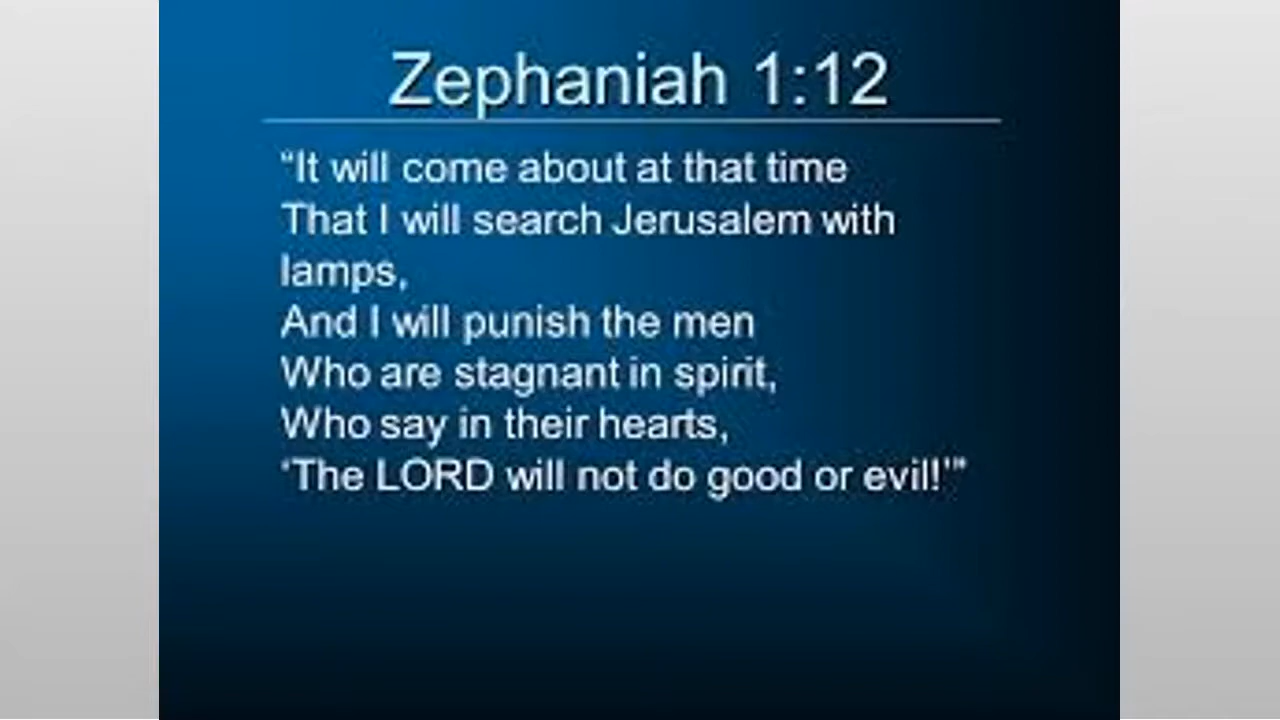 Zephaniah 1:12
“It will come about at that time
That I will search Jerusalem with
lamps,
And I will punish the men
Who are stagnant in spirit,
Who say in their hearts,
‘The LORD will not do good or evil!’”